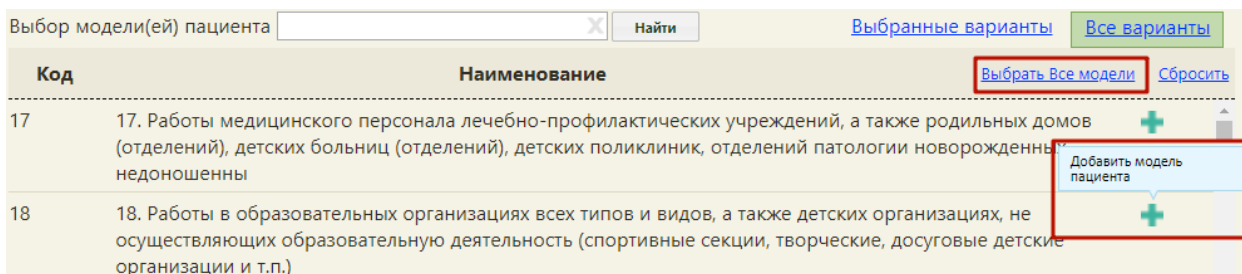 Выбор модели(ей) пациента X Найти Выбранные варианты Все варианты
Код Наименование Выбрать Все модели Сбросить
17 17. Работы медицинского персонала лечебно-профилактических учреждений, а также родильных домов
(отделений), детских больниц (отделений), детских поликлиник, отделений патологии новорожденных,
недоношенны
Добавить модель
пациента
18 18. Работы в образовательных организациях всех типов и видов, а также детских организациях, не
осуществляющих образовательную деятельность (спортивные секции, творческие, досуговые детские
организации и т.п.)